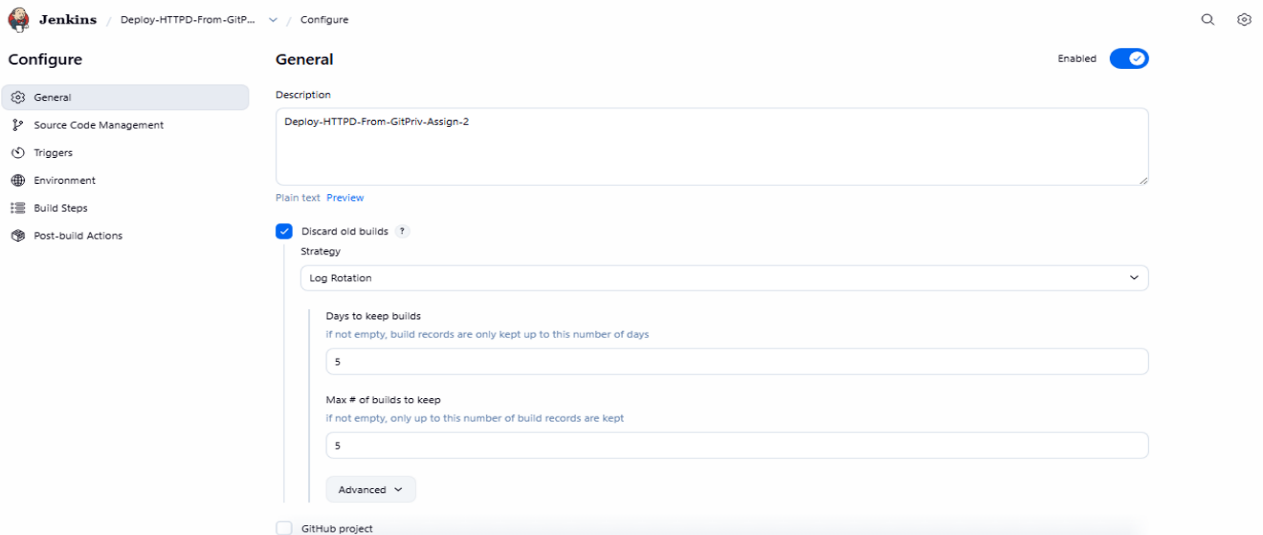 Jenkins / Deploy-HTTPD-From-GitP... / Configure
Configure
General
Source Code Management
Triggers
Environment
Build Steps
Post-build Actions
General
Enabled
Description
Deploy-HTTPD-From-GitPriv-Assign-2
Plain text Preview
Discard old builds ?
Strategy
Log Rotation
Days to keep builds
if not empty, build records are only kept up to this number of days
5
Max # of builds to keep
if not empty, only up to this number of build records are kept
5
Advanced
GitHub project